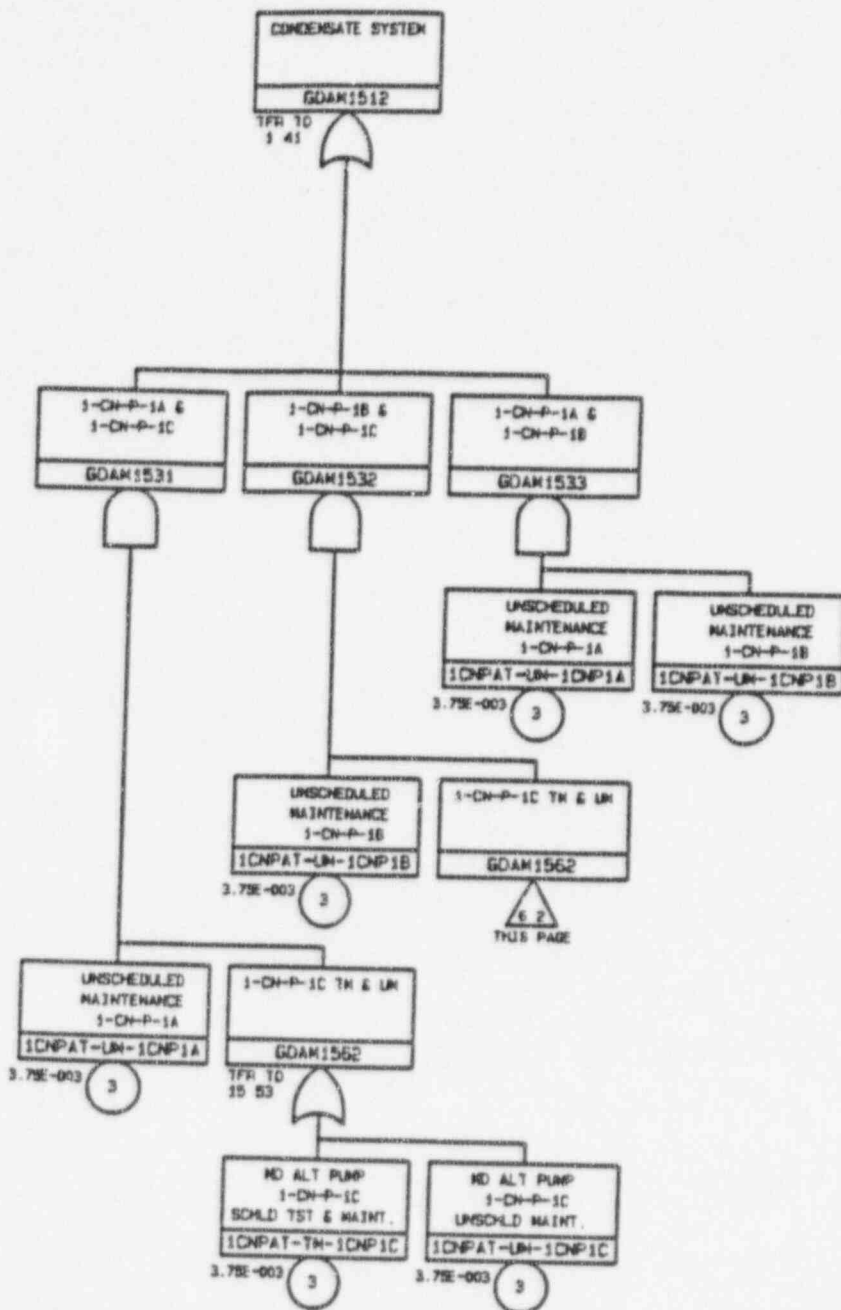 CONDENSATE SYSTEM
GDAM1512
TFR TO
1 41
1-CN-P-1A &
1-CN-P-1C
GDAM1531
1-CN-P-1B &
1-CN-P-1C
GDAM1532
1-CN-P-1A &
1-CN-P-1B
GDAM1533
UNSCHEDULED
MAINTENANCE
1-CN-P-1A
1CNPAT-UM-1CNP1A
3.75E-003
3
UNSCHEDULED
MAINTENANCE
1-CN-P-1B
1CNPAT-UM-1CNP1B
3.75E-003
3
UNSCHEDULED
MAINTENANCE
1-CN-P-1B
1CNPAT-UM-1CNP1B
3.75E-003
3
1-CN-P-1C TM & UM
GDAM1562
6 2
THIS PAGE
UNSCHEDULED
MAINTENANCE
1-CN-P-1A
1CNPAT-UM-1CNP1A
3.75E-003
3
1-CN-P-1C TM & UM
GDAM1562
TFR TO
15 53
MD ALT PUMP
1-CN-P-1C
SCHLD TST & MAINT.
1CNPAT-TM-1CNP1C
3.75E-003
3
MD ALT PUMP
1-CN-P-1C
UNSCHLD MAINT.
1CNPAT-UM-1CNP1C
3.75E-003
3